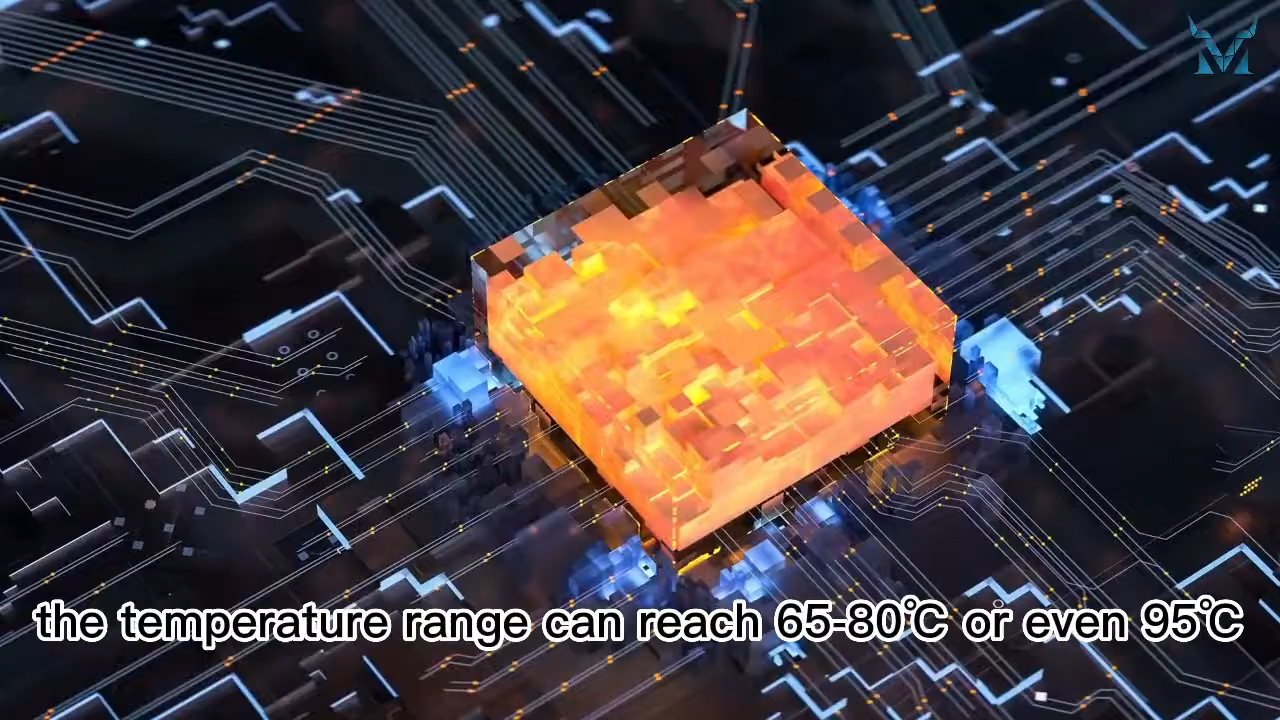 the temperature range can reach 65-80℃ or even 95℃